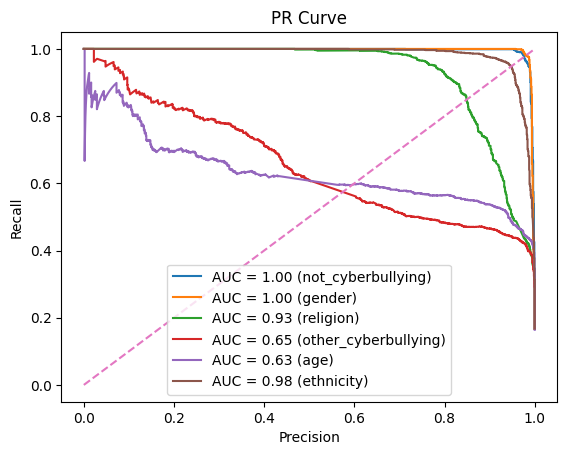 PR Curve
1.0
0.8
0.6
0.4
0.2
0.0
Recall
AUC = 1.00 (not_cyberbullying)
AUC = 1.00 (gender)
AUC = 0.93 (religion)
AUC = 0.65 (other_cyberbullying)
AUC = 0.63 (age)
AUC = 0.98 (ethnicity)
0.0 0.2 0.4 0.6 0.8 1.0
Precision